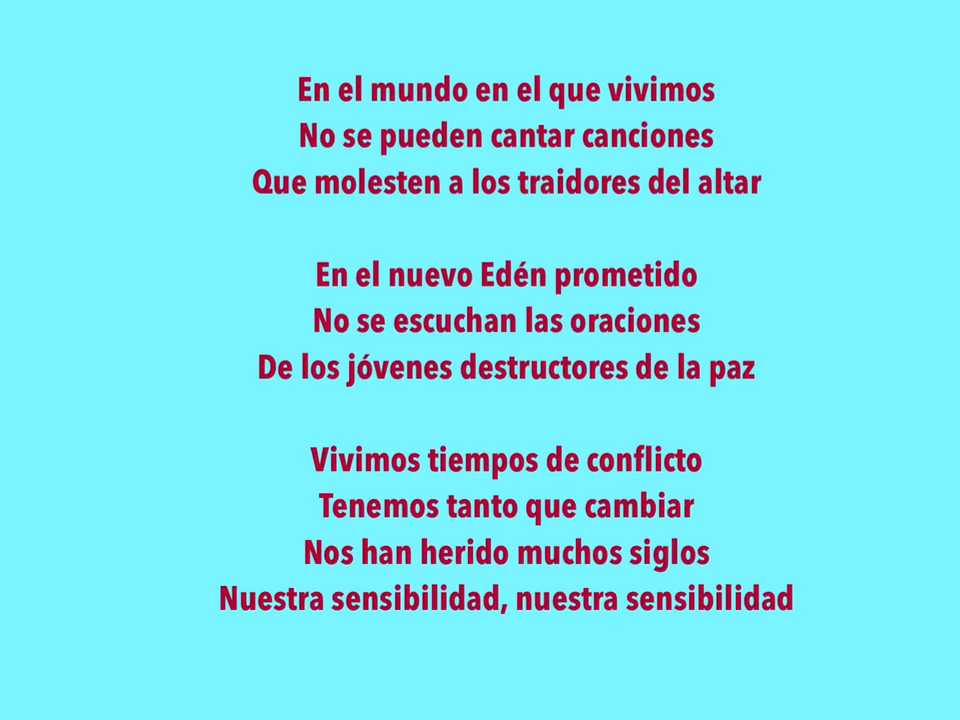 En el mundo en el que vivimos
No se pueden cantar canciones
Que molesten a los traidores del altar
En el nuevo Edén prometido
No se escuchan las oraciones
De los jóvenes destructores de la paz
Vivimos tiempos de conflicto
Tenemos tanto que cambiar
Nos han herido muchos siglos
Nuestra sensibilidad, nuestra sensibilidad